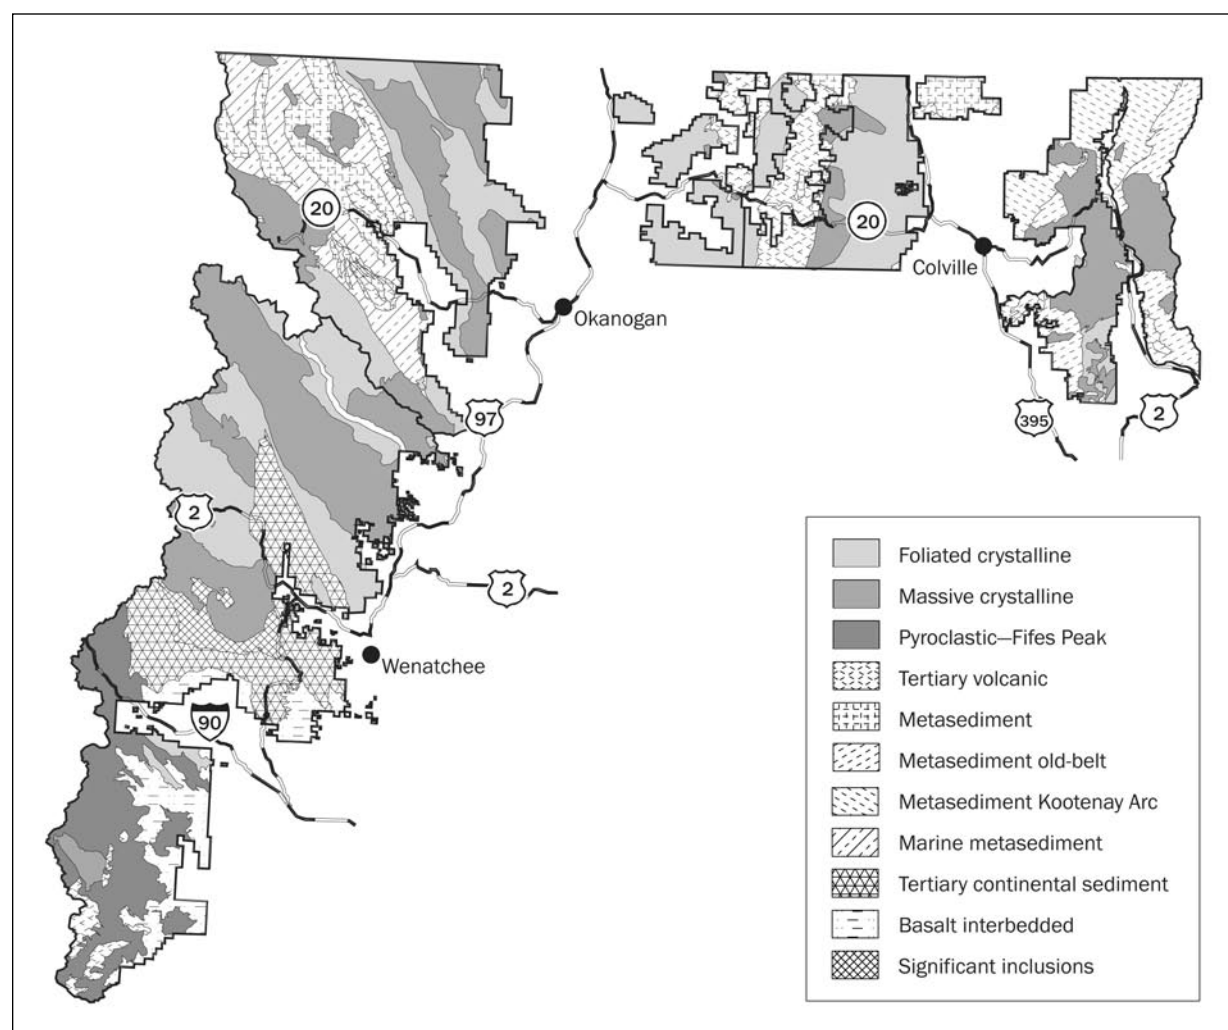 20
20
Colville
Okanogan
97
395
2
2
2
Wenatchee
90
Foliated crystalline
Massive crystalline
Pyroclastic—Fifes Peak
Tertiary volcanic
Metasediment
Metasediment old-belt
Metasediment Kootenay Arc
Marine metasediment
Tertiary continental sediment
Basalt interbedded
Significant inclusions